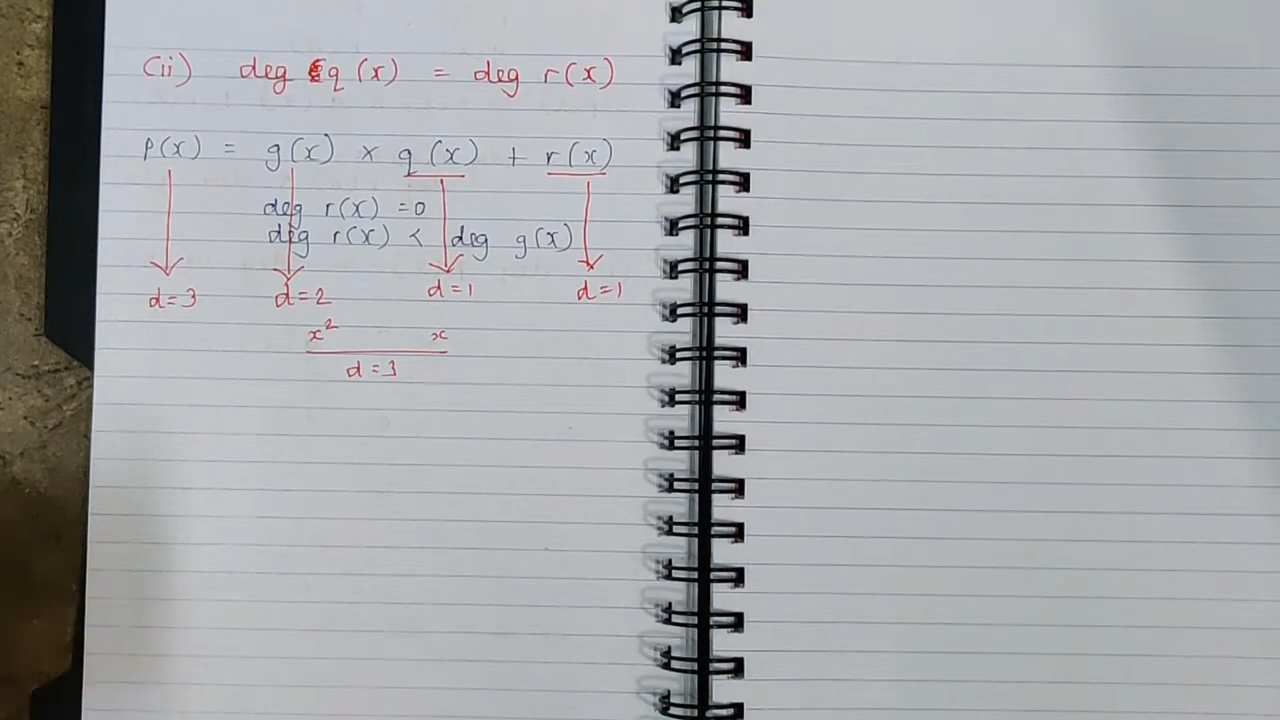 (ii) deg q(x) = deg r(x)
p(x) = g(x) × q(x) + r(x)
deg r(x) = 0
deg r(x) < deg g(x)
d=3 d=2 d=1 d=1
x² x
d=3